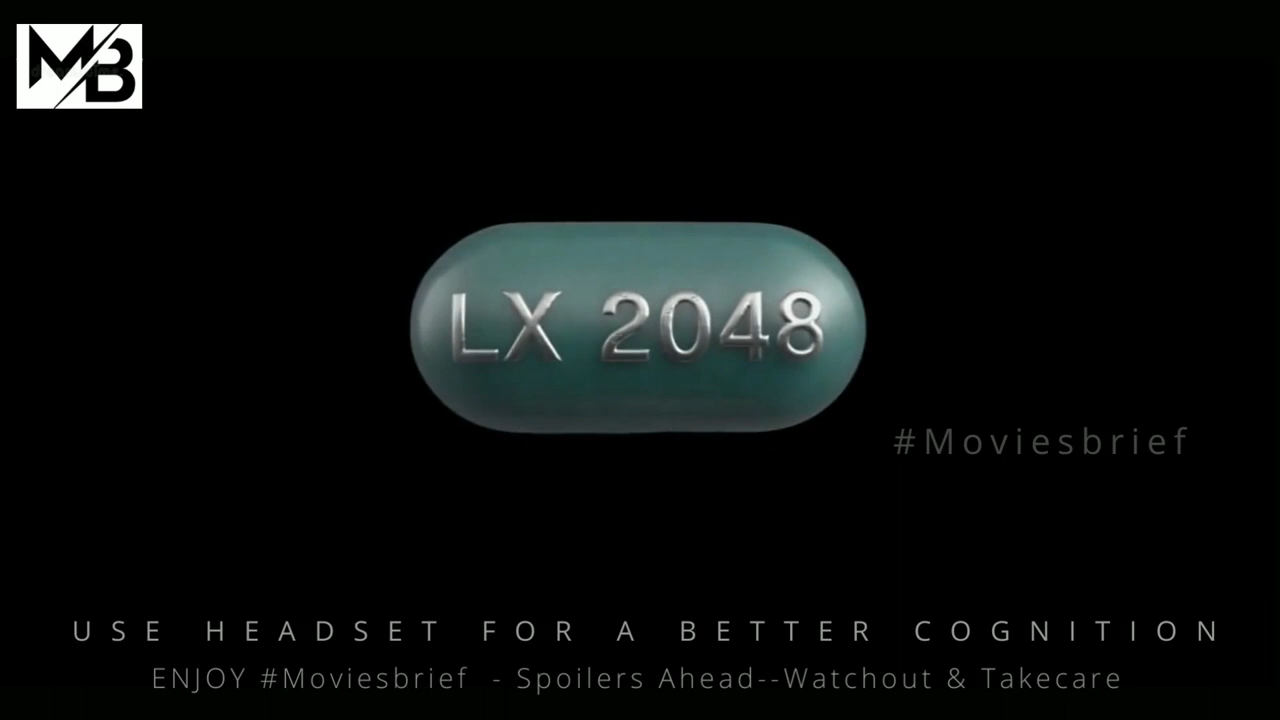 MB
LX 2048
#Moviesbrief
USE HEADSET FOR A BETTER COGNITION
ENJOY #Moviesbrief - Spoilers Ahead--Watchout & Takecare